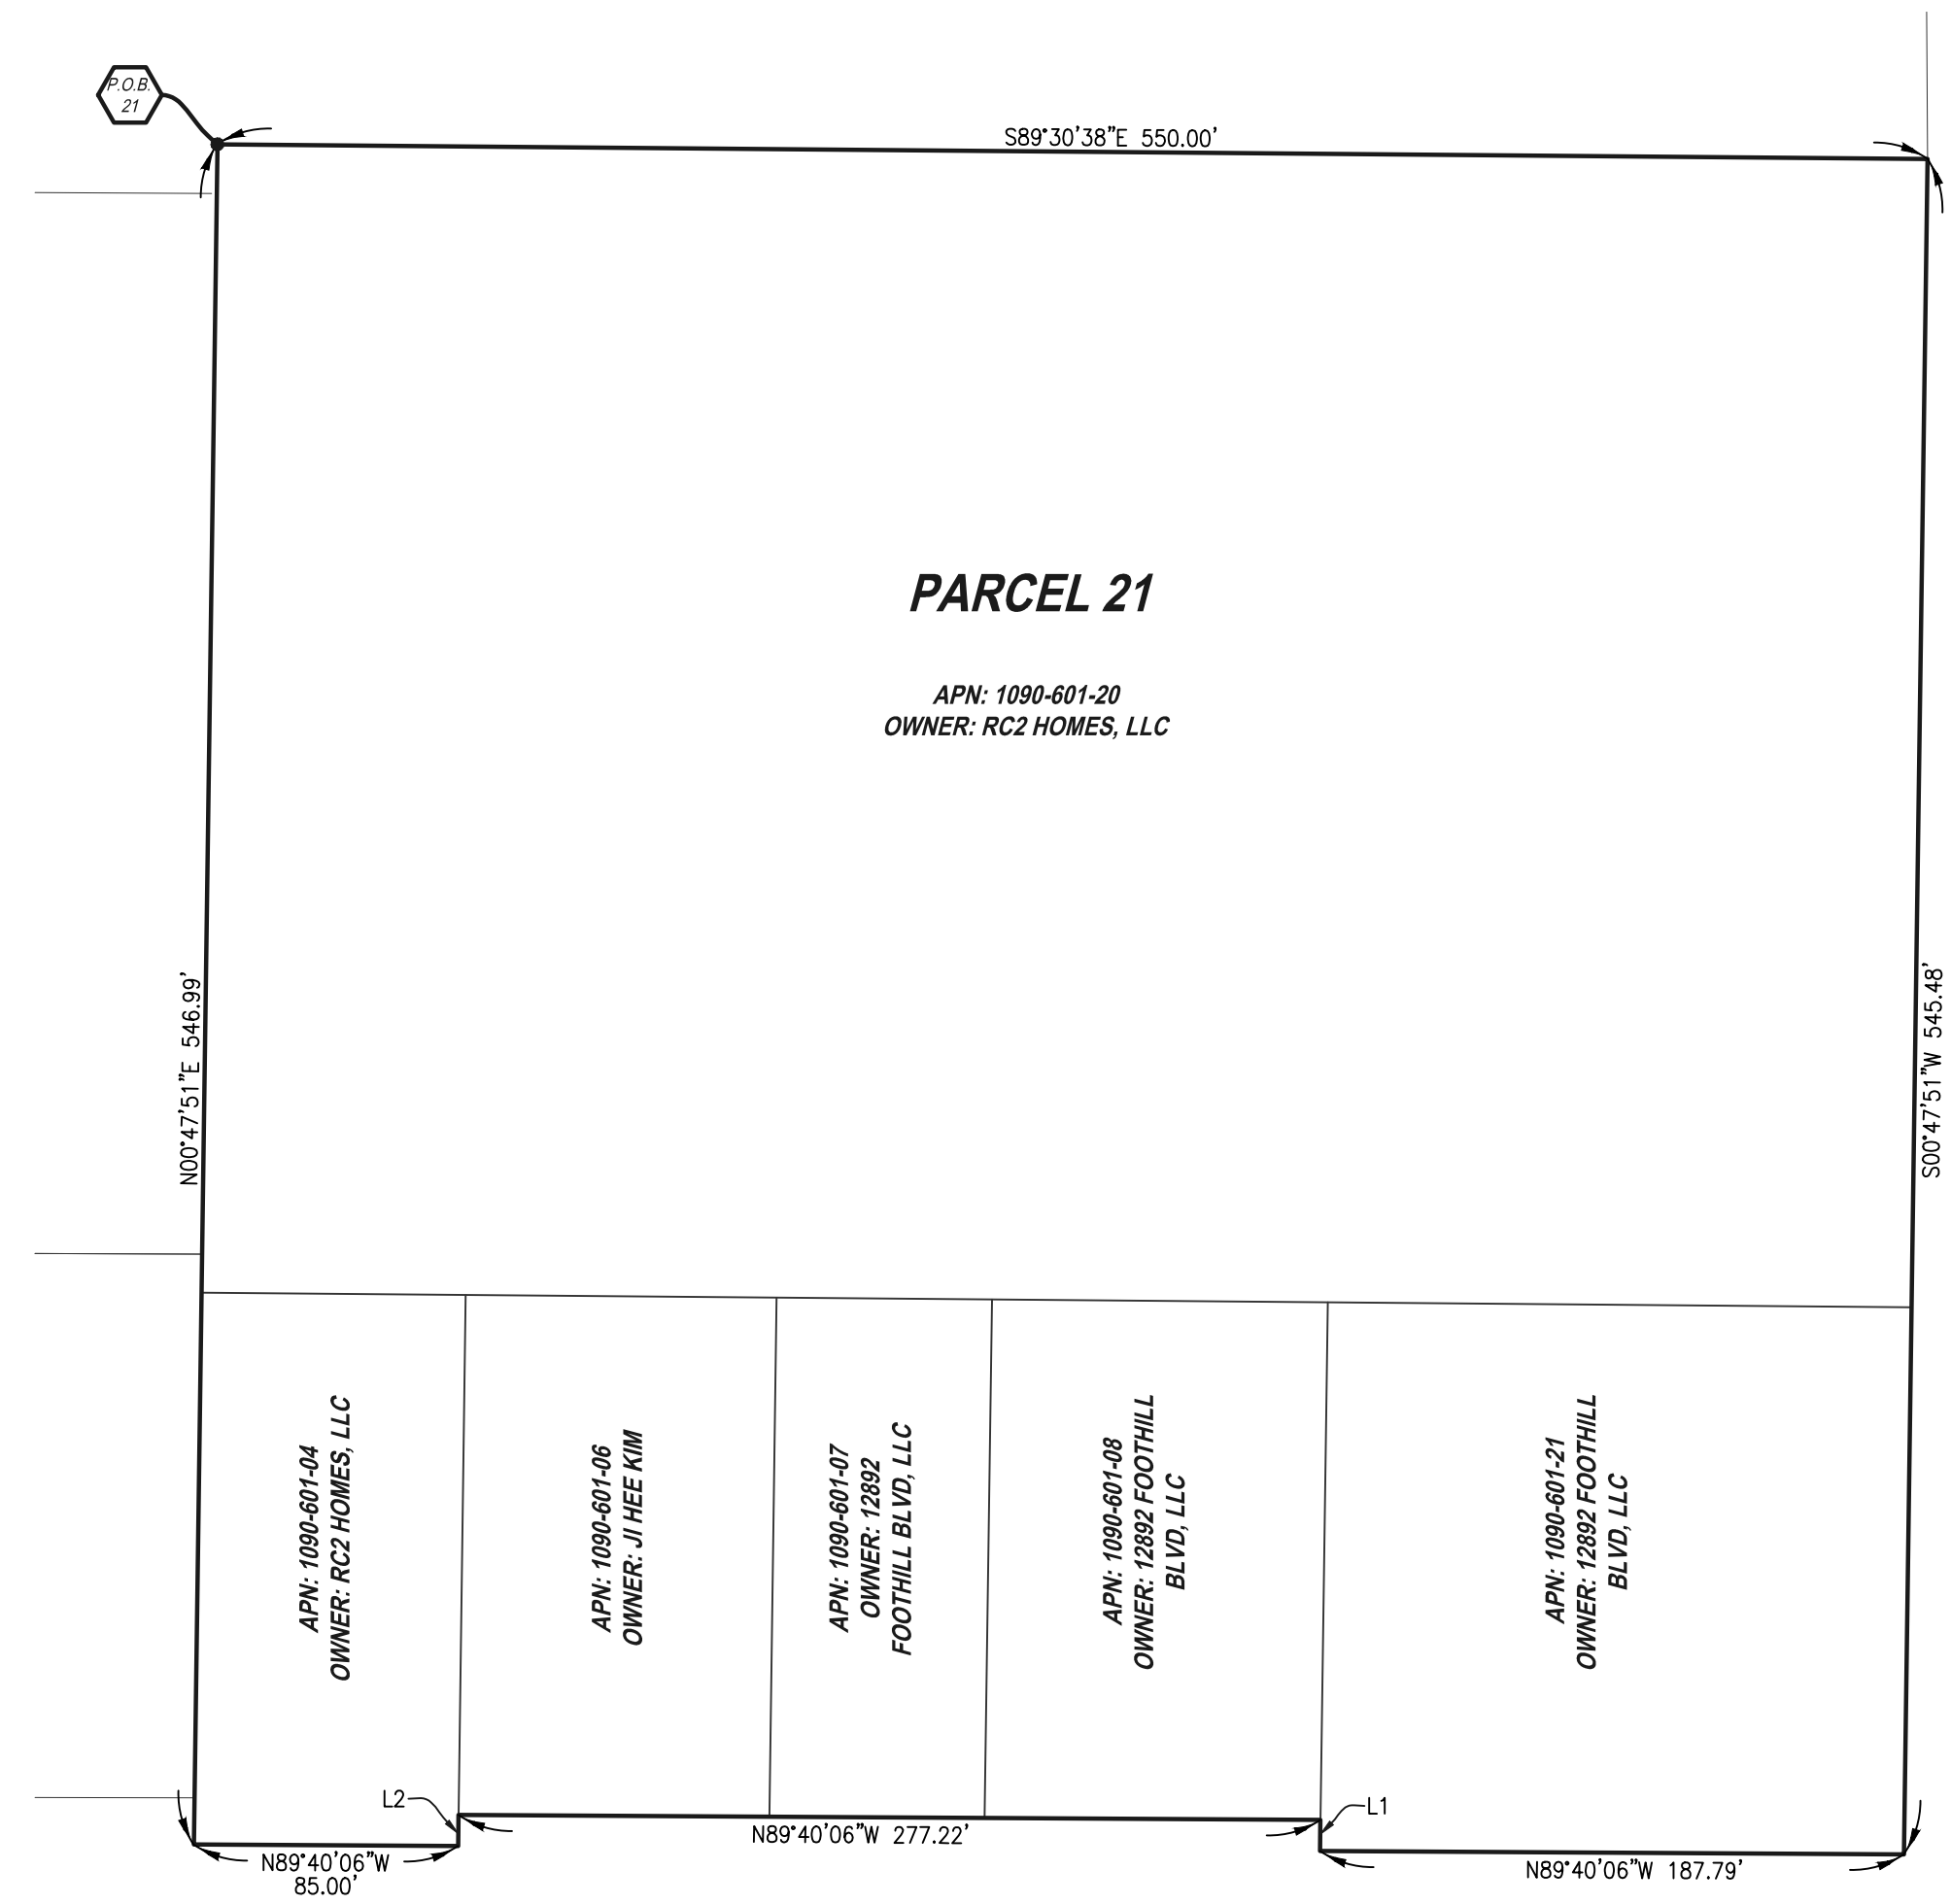 P.O.B.
21
S89°30'38"E 550.00'
PARCEL 21
APN: 1090-601-20
OWNER: RC2 HOMES, LLC
N00°47'51"E 546.99'
S00°47'51"W 545.48'
APN: 1090-601-04
OWNER: RC2 HOMES, LLC
APN: 1090-601-06
OWNER: JI HEE KIM
APN: 1090-601-07
OWNER: 12892
FOOTHILL BLVD, LLC
APN: 1090-601-08
OWNER: 12892 FOOTHILL
BLVD, LLC
APN: 1090-601-21
OWNER: 12892 FOOTHILL
BLVD, LLC
L2
L1
N89°40'06"W 277.22'
N89°40'06"W
85.00'
N89°40'06"W 187.79'